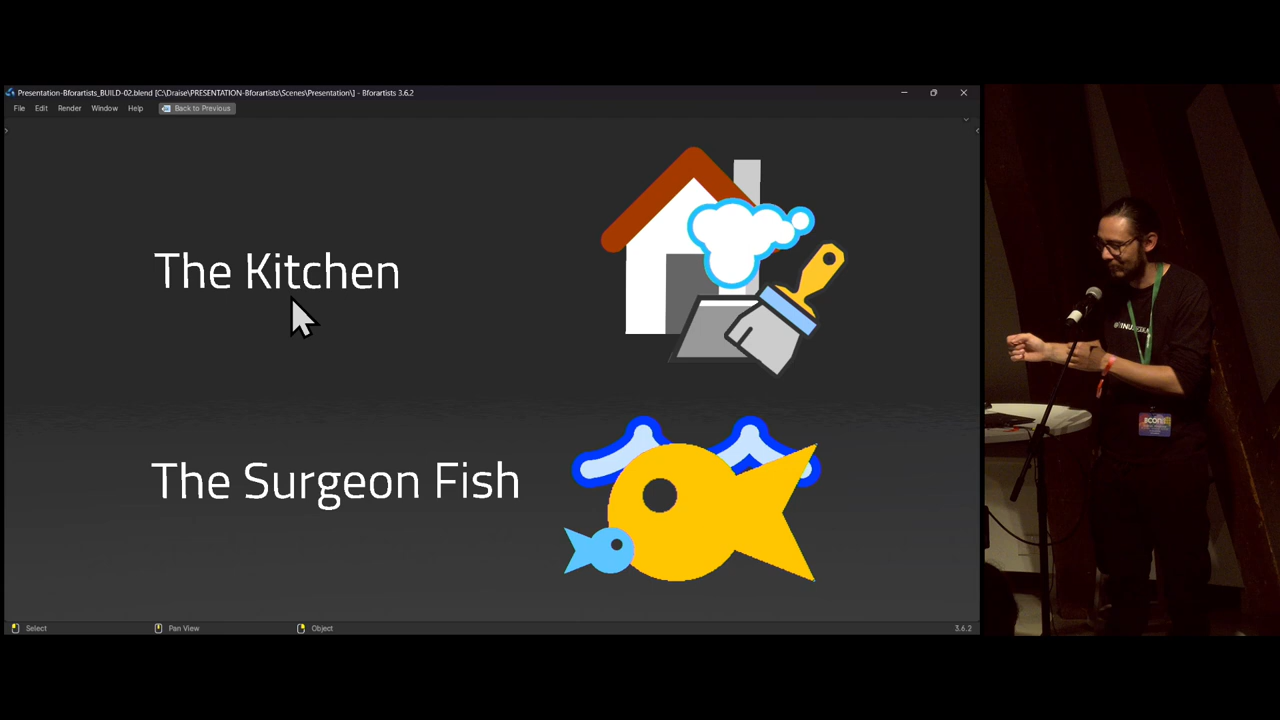 Presentation-Bforartists_BUILD-02.blend [C:\Draise\PRESENTATION-Bforartists\Scenes\Presentation\] - Bforartists 3.6.2
File Edit Render Window Help Back to Previous
The Kitchen
The Surgeon Fish
Select Pan View Object 3.6.2